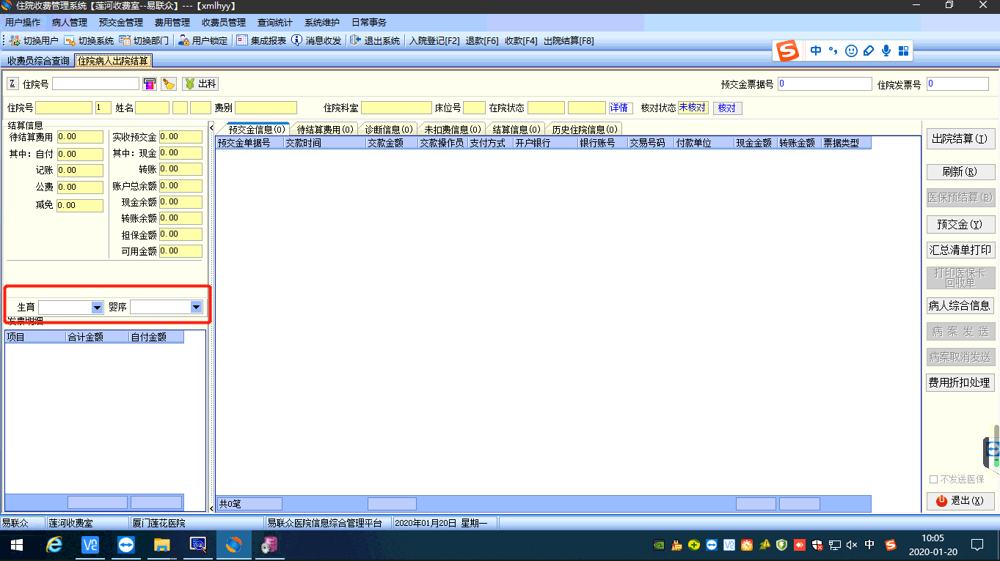 住院收费管理系统【莲河收费室--易联众】---【xmlhyy】
用户操作 病人管理 预交金管理 费用管理 收费员管理 查询统计 系统维护 日常事务
切换用户 切换系统 切换部门 用户锁定 集成报表 消息收发 退出系统 入院登记[F2] 退款[F6] 收款[F4] 出院结算[F8]
中
收费员综合查询 住院病人出院结算
Z 住院号 出科 预交金票据号 0 住院发票号 0
住院号 1 姓名 费别 住院科室 床位号 在院状态 详情 核对状态 未核对 核对
结算信息
待结算费用 0.00 实收预交金 0.00
其中：自付 0.00 其中：现金 0.00
记账 0.00 转账 0.00
公费 0.00 账户总余额 0.00
减免 0.00 现金余额 0.00
转账余额 0.00
担保金额 0.00
可用金额 0.00
生育 婴序
发票明细
项目 合计金额 自付金额
预交金信息(0) 待结算费用(0) 诊断信息(0) 未扣费信息(0) 结算信息(0) 历史住院信息(0)
预交金单据号 交款时间 交款金额 交款操作员 支付方式 开户银行 银行账号 交易号码 付款单位 现金金额 转账金额 票据类型
共0笔
出院结算(I)
刷新(R)
医保预结算(B)
预交金(Y)
汇总清单打印
打印医保卡
回收单
病人综合信息
病 案 发 送
病案取消发送
费用折扣处理
不发送医保
退出(X)
易联众 莲河收费室 厦门莲花医院 易联众医院信息综合管理平台 2020年01月20日 星期一
V2 V2 中 10:05
2020-01-20